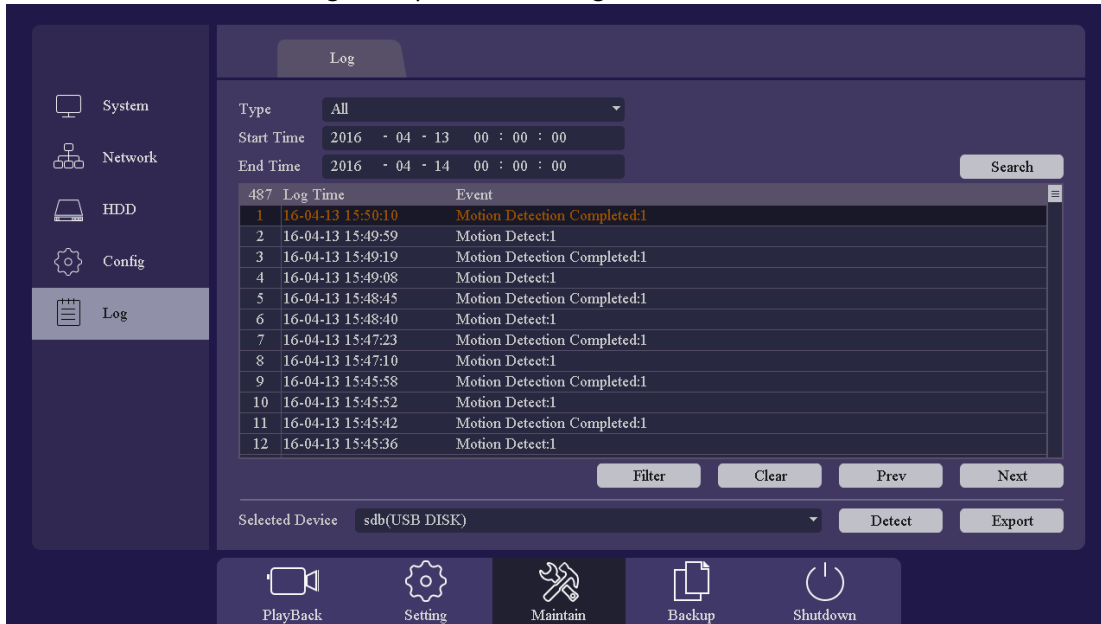 Log
System
Network
HDD
Config
Log
Type All
Start Time 2016 - 04 - 13 00 : 00 : 00
End Time 2016 - 04 - 14 00 : 00 : 00
Search
487 Log Time Event
1 16-04-13 15:50:10 Motion Detection Completed:1
2 16-04-13 15:49:59 Motion Detect:1
3 16-04-13 15:49:19 Motion Detection Completed:1
4 16-04-13 15:49:08 Motion Detect:1
5 16-04-13 15:48:45 Motion Detection Completed:1
6 16-04-13 15:48:40 Motion Detect:1
7 16-04-13 15:47:23 Motion Detection Completed:1
8 16-04-13 15:47:10 Motion Detect:1
9 16-04-13 15:45:58 Motion Detection Completed:1
10 16-04-13 15:45:52 Motion Detect:1
11 16-04-13 15:45:42 Motion Detection Completed:1
12 16-04-13 15:45:36 Motion Detect:1
Filter Clear Prev Next
Selected Device sdb(USB DISK) Detect Export
PlayBack Setting Maintain Backup Shutdown